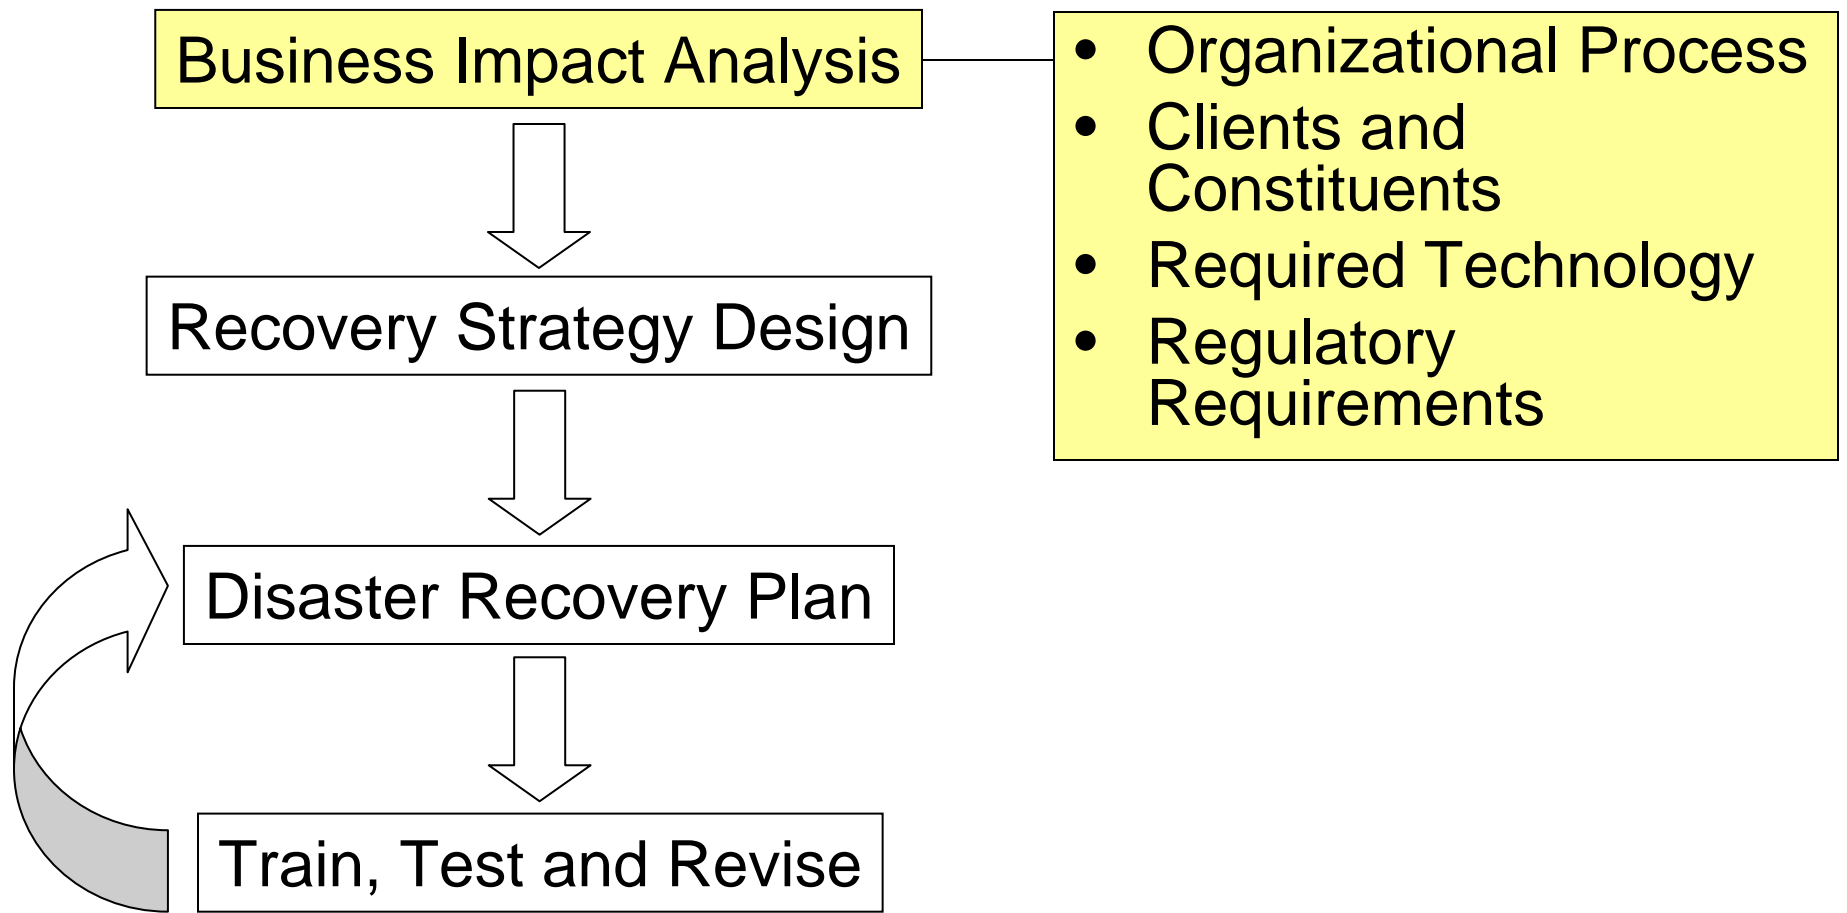 Business Impact Analysis
• Organizational Process
• Clients and
Constituents
• Required Technology
• Regulatory
Requirements
Recovery Strategy Design
Disaster Recovery Plan
Train, Test and Revise